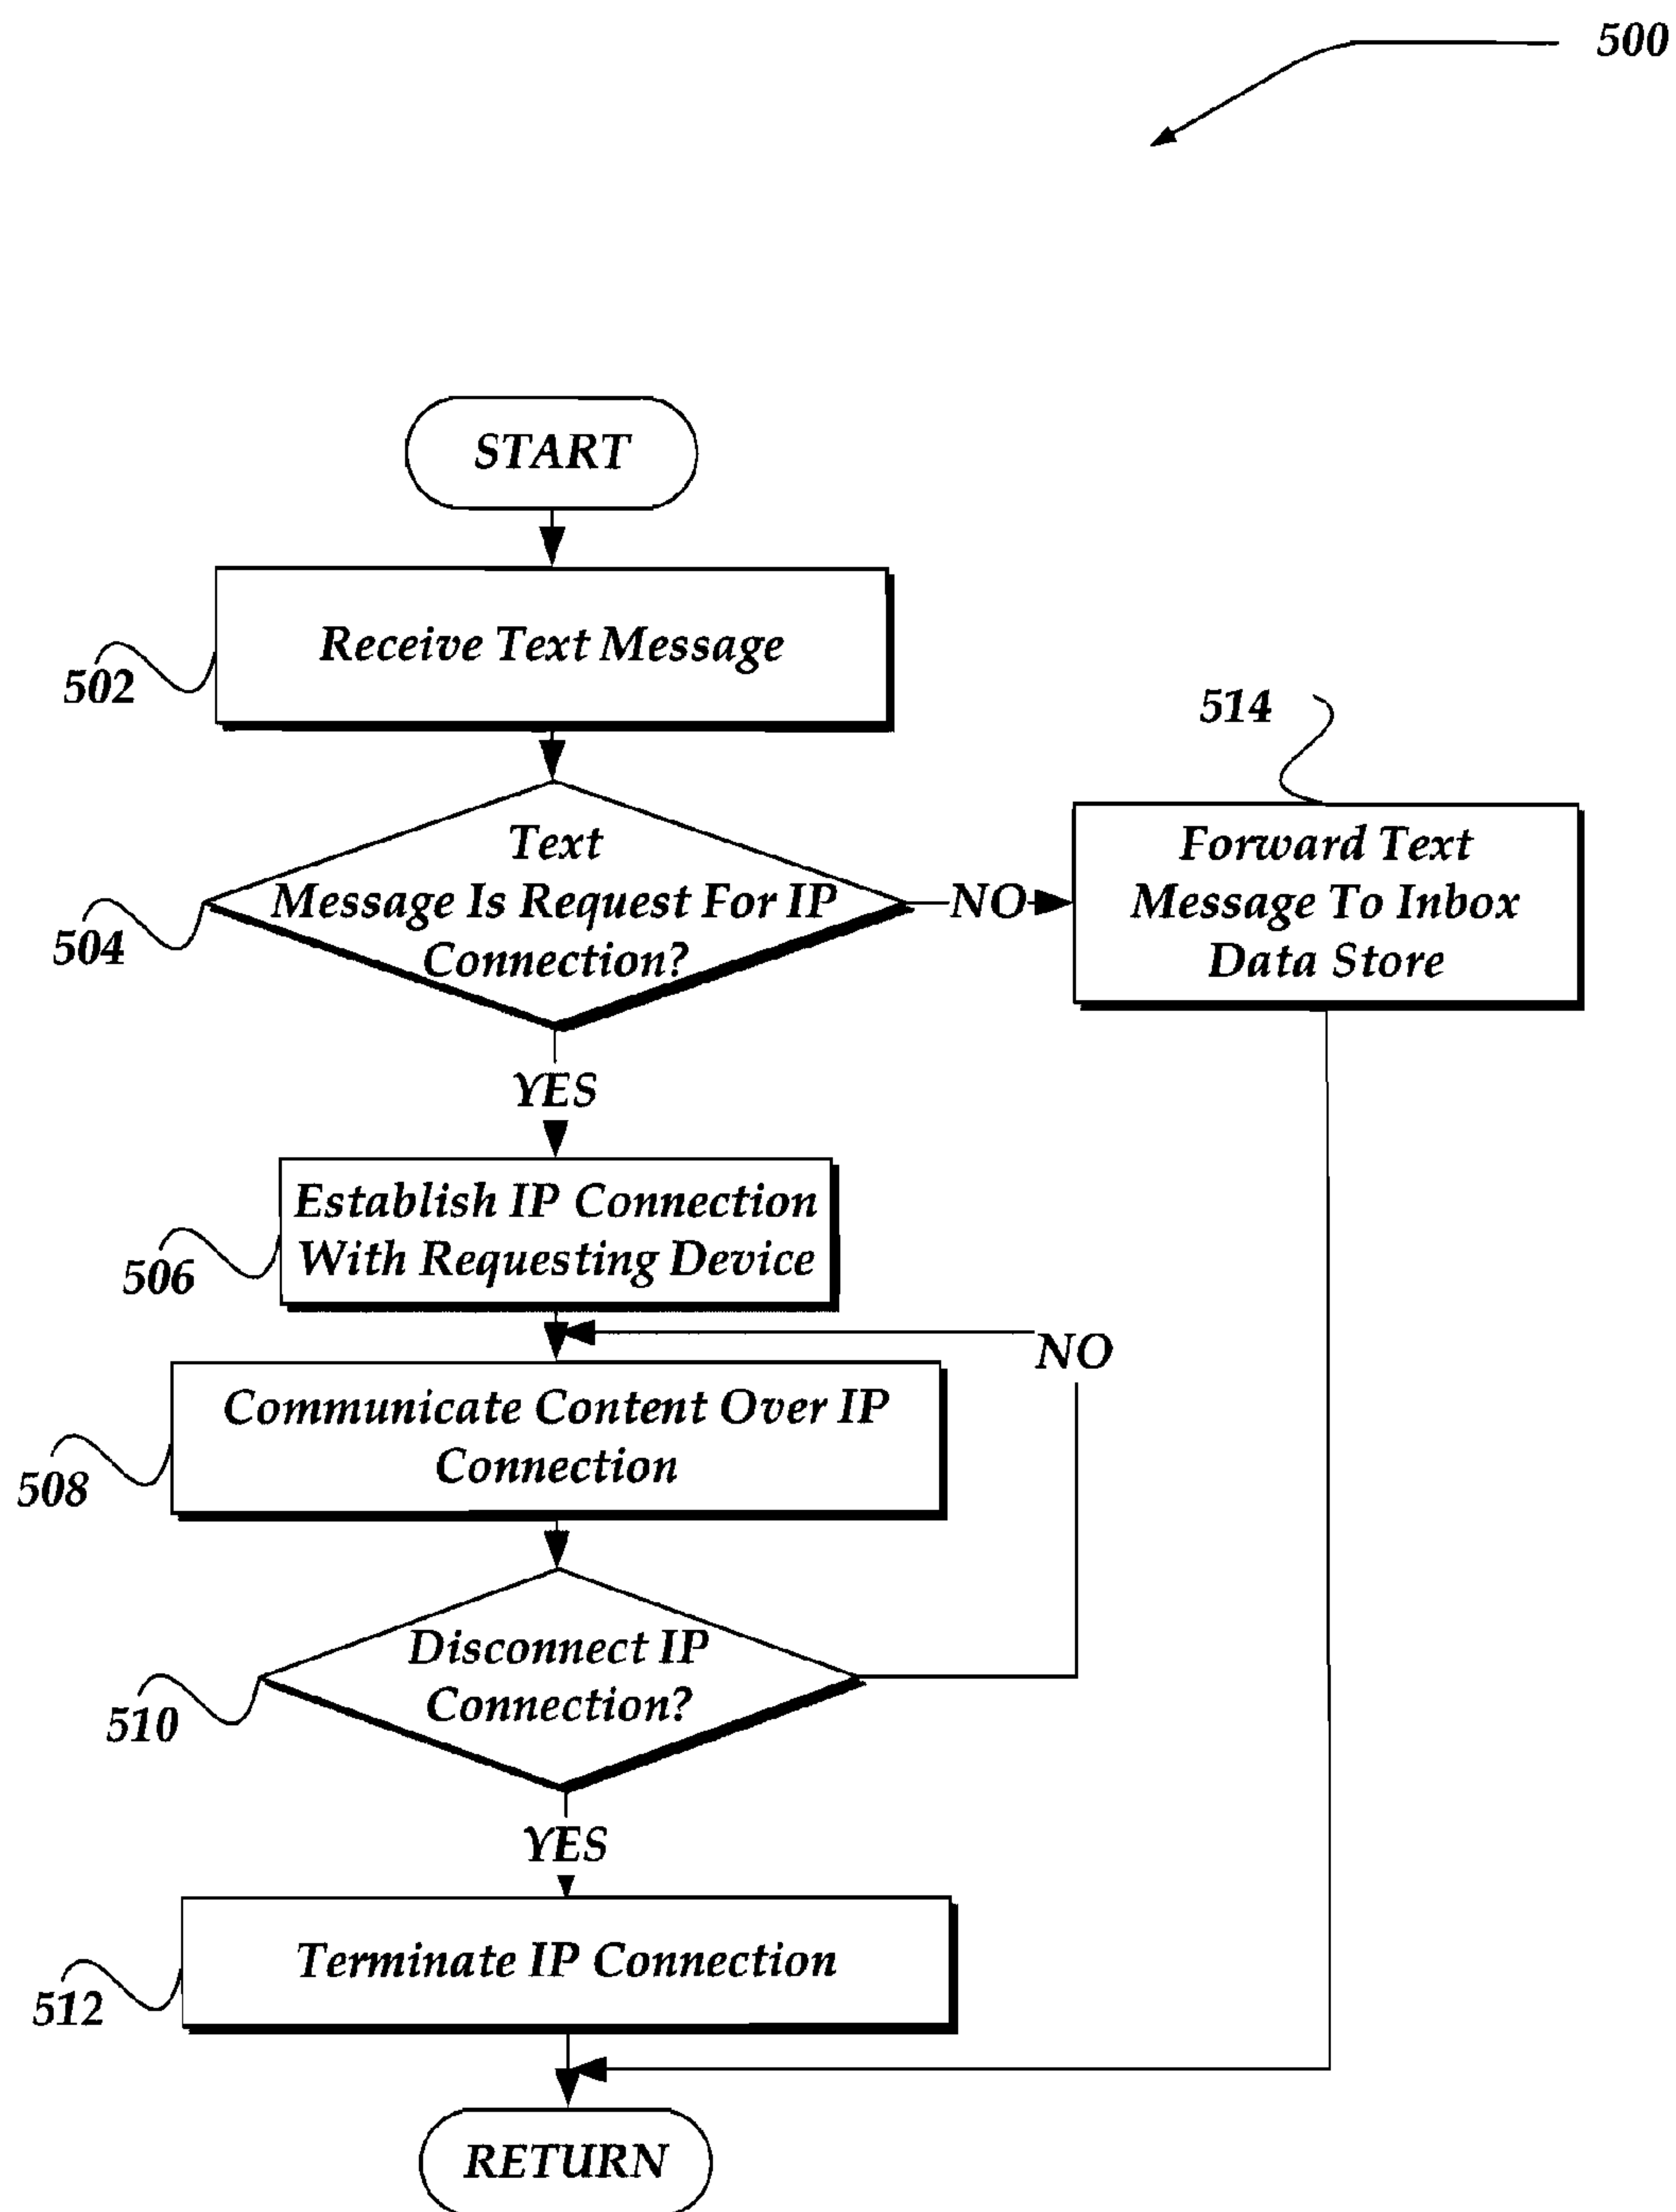 500
START
Receive Text Message
502
514
Text
Message Is Request For IP
Connection?
504
NO
Forward Text
Message To Inbox
Data Store
YES
Establish IP Connection
With Requesting Device
506
NO
Communicate Content Over IP
Connection
508
Disconnect IP
Connection?
510
YES
Terminate IP Connection
512
RETURN